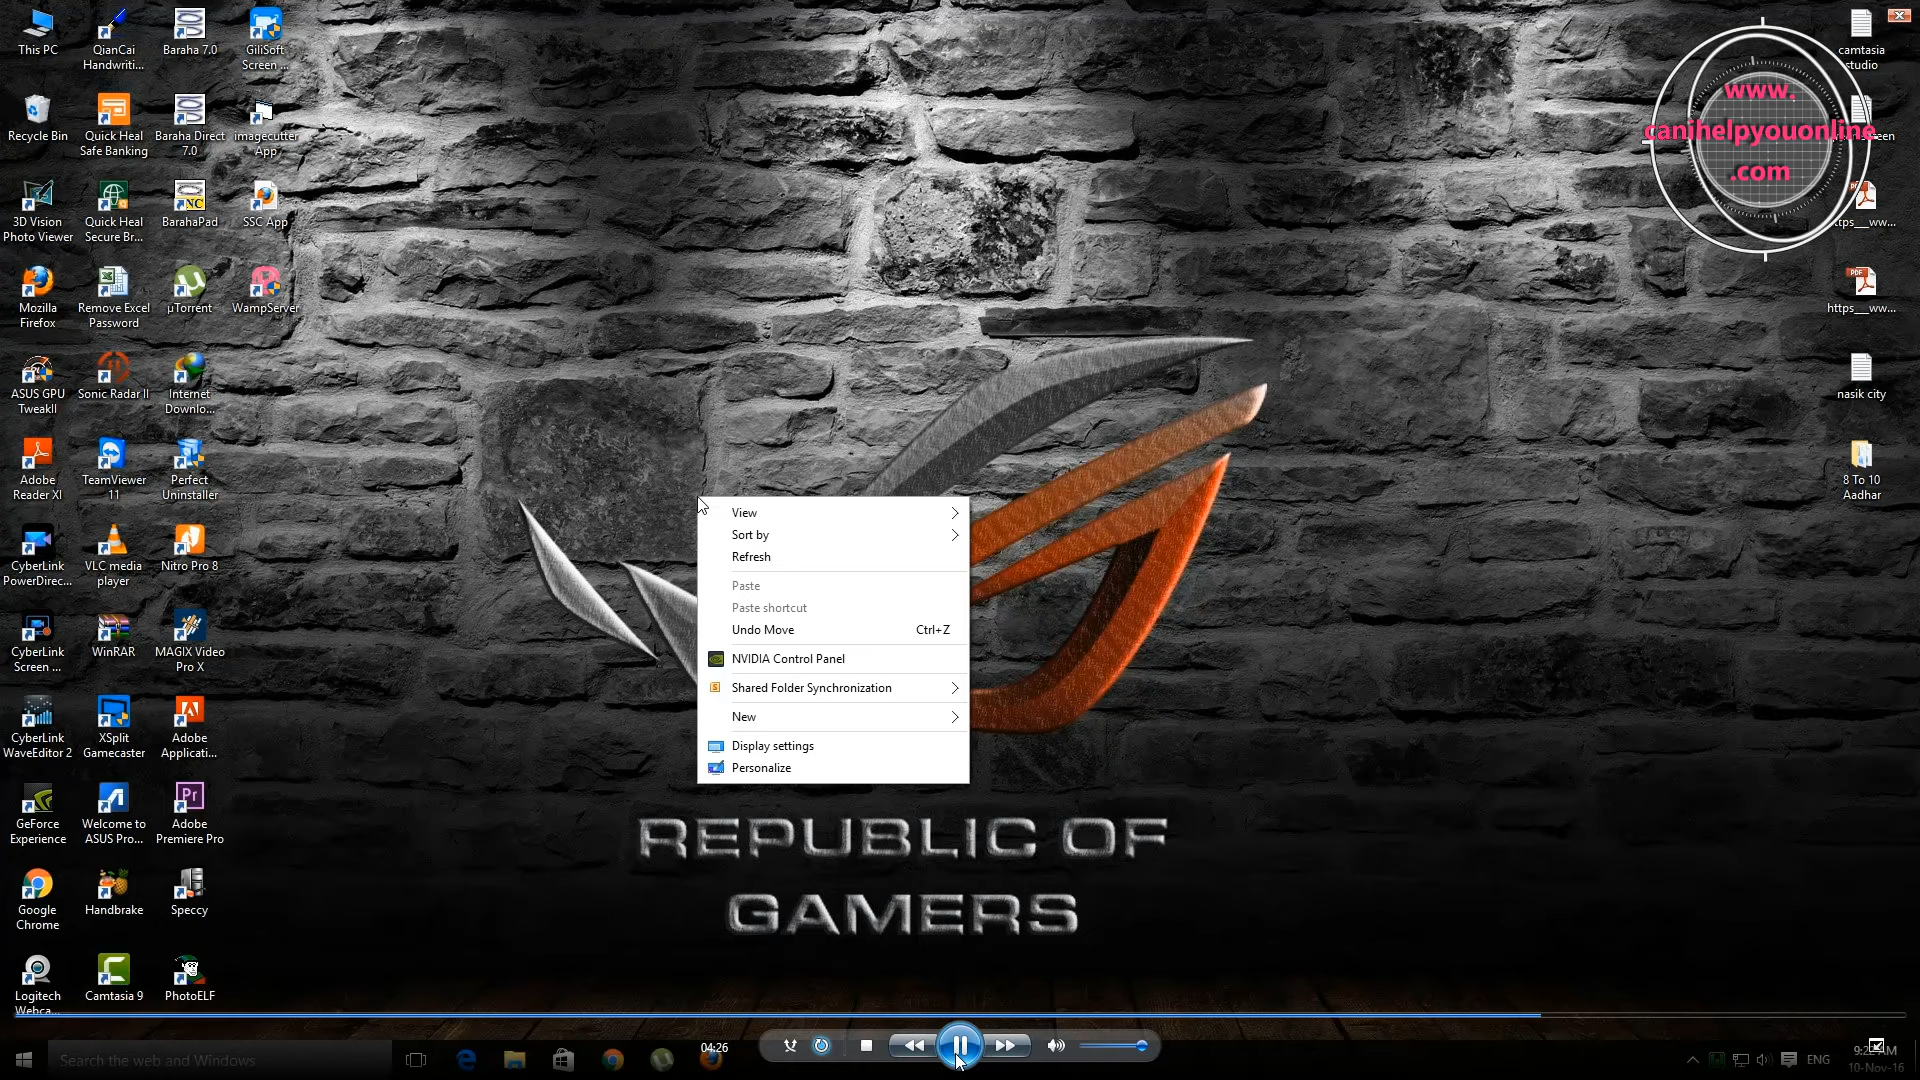 This PC
QianCai
Handwriti...
Baraha 7.0
GiliSoft
Screen ...
Recycle Bin
Quick Heal
Safe Banking
Baraha Direct
7.0
imagecutter
App
3D Vision
Photo Viewer
Quick Heal
Secure Br...
BarahaPad
SSC App
Mozilla
Firefox
Remove Excel
Password
µTorrent
WampServer
ASUS GPU
TweakII
Sonic Radar II
Internet
Downlo...
Adobe
Reader XI
TeamViewer
11
Perfect
Uninstaller
CyberLink
PowerDirec...
VLC media
player
Nitro Pro 8
CyberLink
Screen ...
WinRAR
MAGIX Video
Pro X
CyberLink
WaveEditor 2
XSplit
Gamecaster
Adobe
Applicati...
GeForce
Experience
Welcome to
ASUS Pro...
Adobe
Premiere Pro
Google
Chrome
Handbrake
Speccy
Logitech
Webca...
Camtasia 9
PhotoELF
camtasia
studio
www.
canihelpyouonline
.com
https___ww...
nasik city
8 To 10
Aadhar
View
Sort by
Refresh
Paste
Paste shortcut
Undo Move Ctrl+Z
NVIDIA Control Panel
Shared Folder Synchronization
New
Display settings
Personalize
REPUBLIC OF
GAMERS
Search the web and Windows
04:26
ENG
10-Nov-16